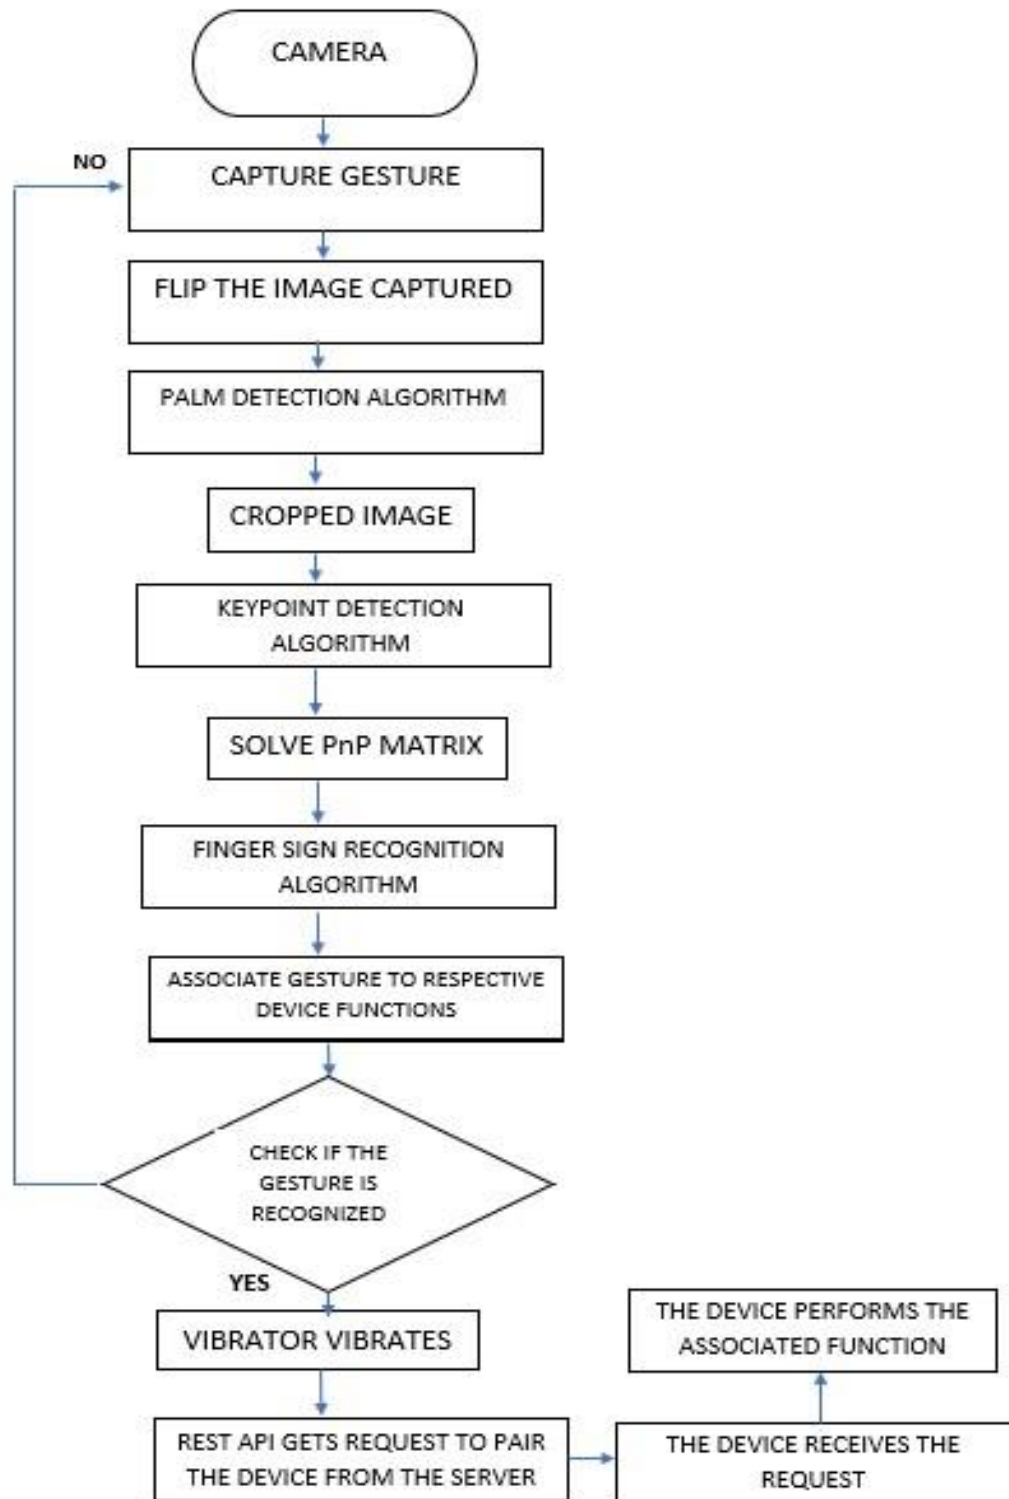 CAMERA
NO
CAPTURE GESTURE
FLIP THE IMAGE CAPTURED
PALM DETECTION ALGORITHM
CROPPED IMAGE
KEYPOINT DETECTION
ALGORITHM
SOLVE PnP MATRIX
FINGER SIGN RECOGNITION
ALGORITHM
ASSOCIATE GESTURE TO RESPECTIVE
DEVICE FUNCTIONS
CHECK IF THE
GESTURE IS
RECOGNIZED
YES
VIBRATOR VIBRATES
REST API GETS REQUEST TO PAIR
THE DEVICE FROM THE SERVER
THE DEVICE RECEIVES THE
REQUEST
THE DEVICE PERFORMS THE
ASSOCIATED FUNCTION